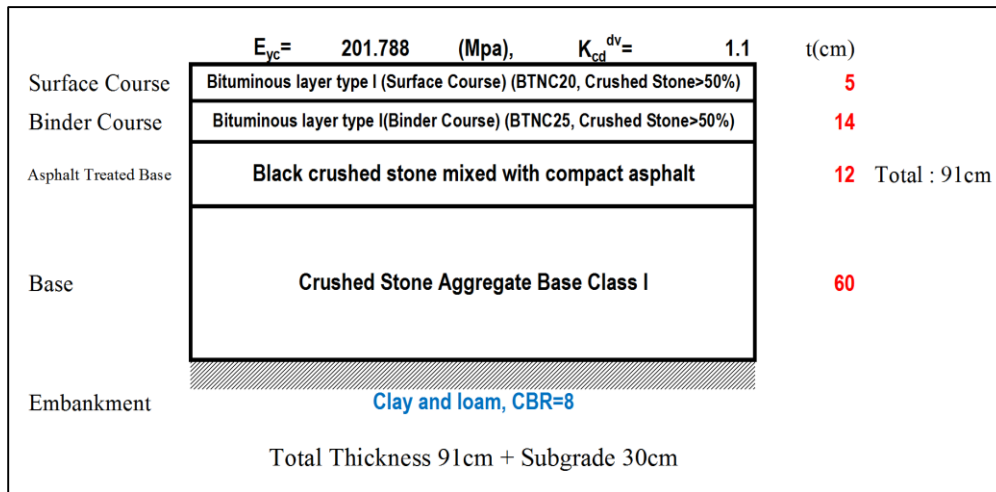 Eyc= 201.788 (Mpa), Kcd^dv= 1.1 t(cm)
Surface Course Bituminous layer type I (Surface Course) (BTNC20, Crushed Stone>50%) 5
Binder Course Bituminous layer type I(Binder Course) (BTNC25, Crushed Stone>50%) 14
Asphalt Treated Base Black crushed stone mixed with compact asphalt 12 Total : 91cm
Base Crushed Stone Aggregate Base Class I 60
Embankment Clay and loam, CBR=8
Total Thickness 91cm + Subgrade 30cm